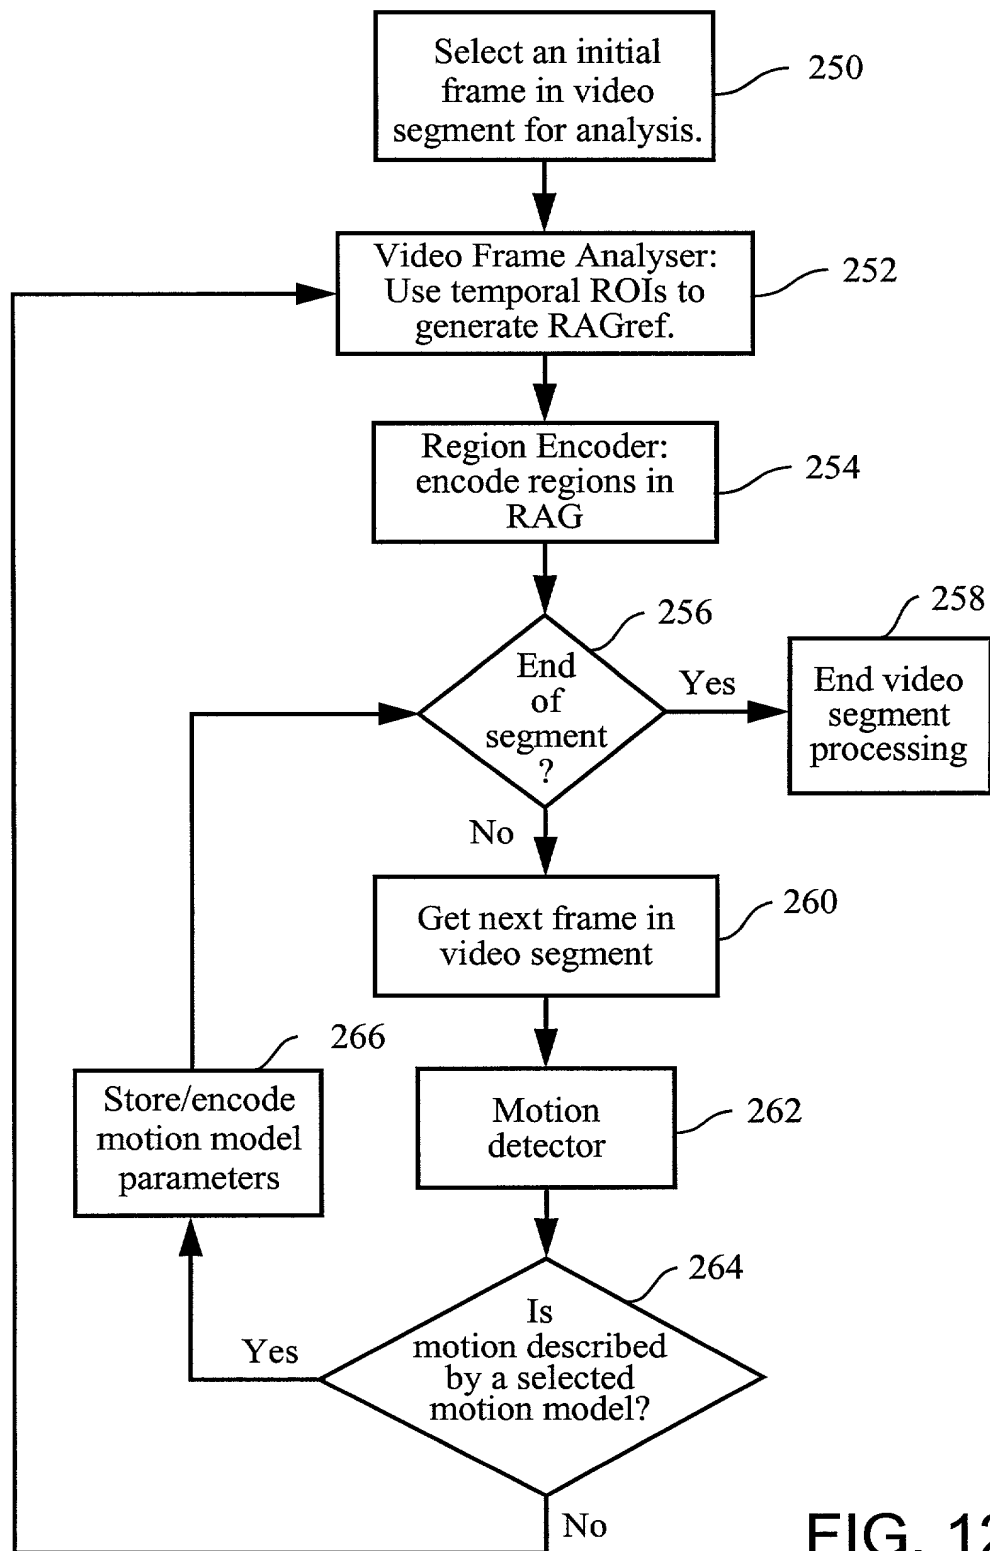 Select an initial
frame in video
segment for analysis.
250
Video Frame Analyser:
Use temporal ROIs to
generate RAGref.
252
Region Encoder:
encode regions in
RAG
254
256
End
of
segment
?
Yes
258
End video
segment
processing
No
Get next frame in
video segment
260
266
Store/encode
motion model
parameters
Motion
detector
262
264
Is
motion described
by a selected
motion model?
Yes
No
FIG. 12